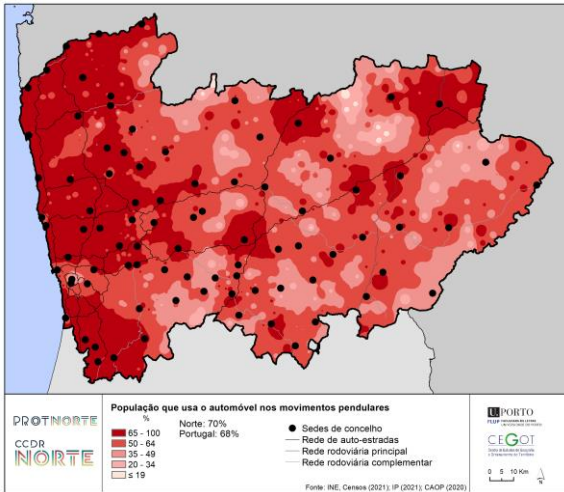 PROTNORTE
CCDR
NORTE
População que usa o automóvel nos movimentos pendulares
%
65 - 100
50 - 64
35 - 49
20 - 34
≤ 19
Norte: 70%
Portugal: 68%
Sedes de concelho
Rede de auto-estradas
Rede rodoviária principal
Rede rodoviária complementar
Fonte: INE, Censos (2021); IP (2021); CAOP (2020)
U. PORTO
FLUP
CEGOT
0 5 10 Km